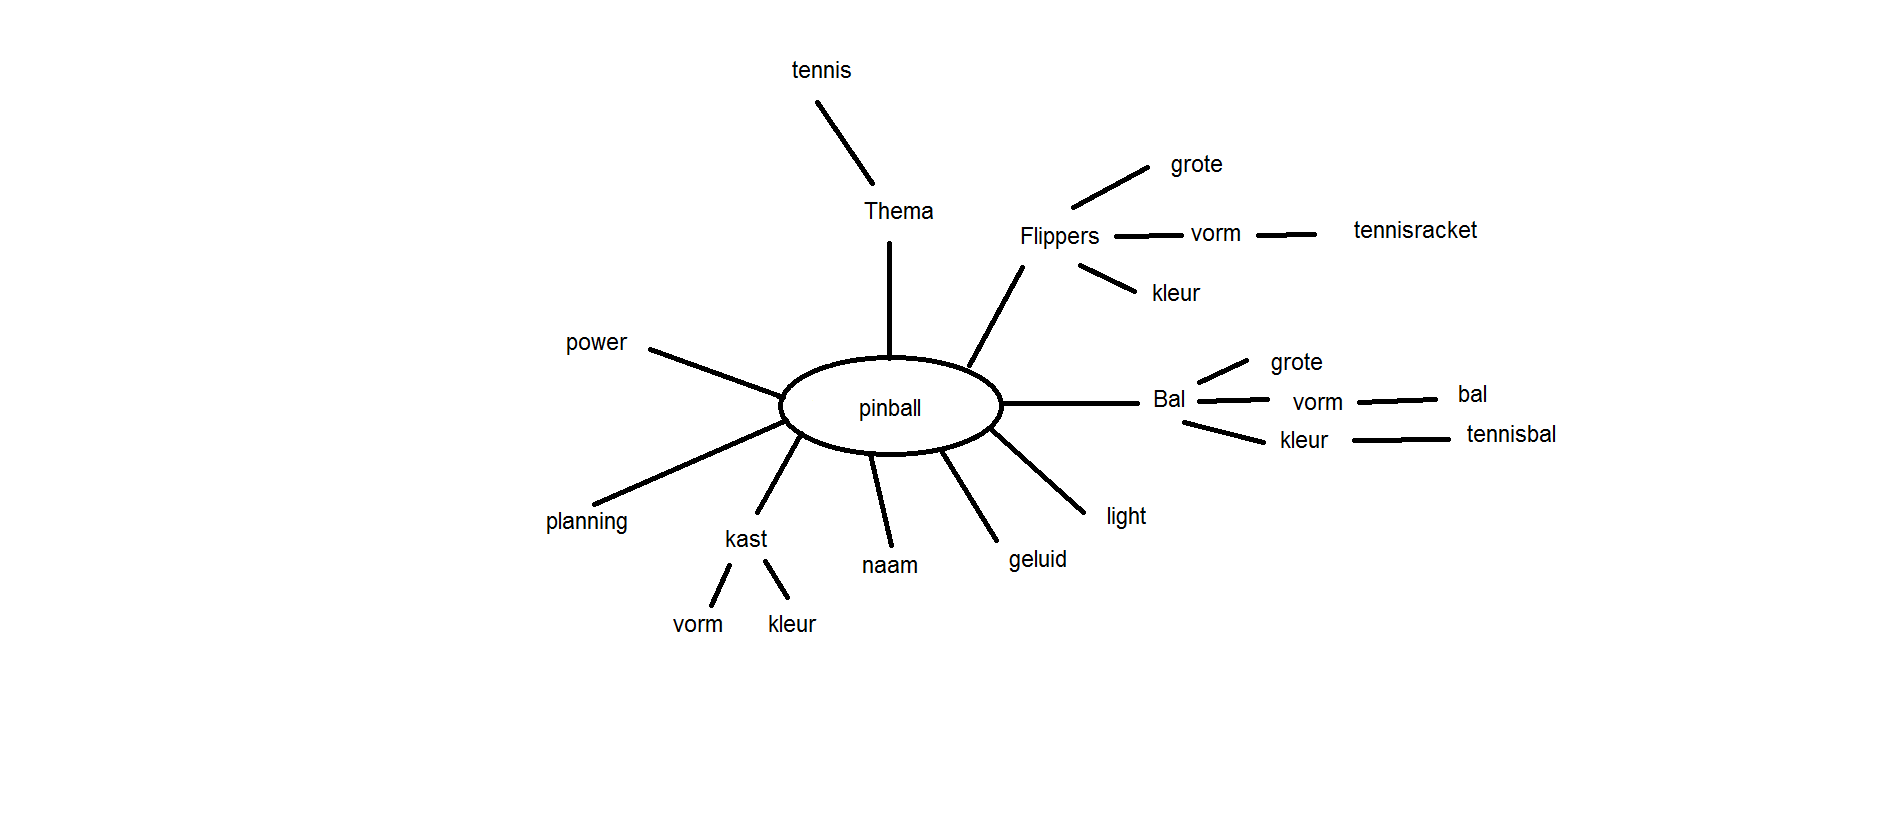 tennis
Thema
Flippers
grote
vorm
tennisracket
kleur
power
pinball
Bal
grote
vorm
bal
kleur
tennisbal
planning
kast
vorm
kleur
naam
geluid
light